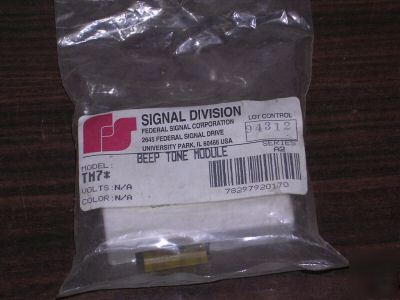 SIGNAL DIVISION
FEDERAL SIGNAL CORPORATION
2645 FEDERAL SIGNAL DRIVE
UNIVERSITY PARK, IL 60466 USA
LOT CONTROL
94312
SERIES
A2
BEEP TONE MODULE
MODEL:
TM7*
VOLTS:N/A
COLOR:N/A
78297920170